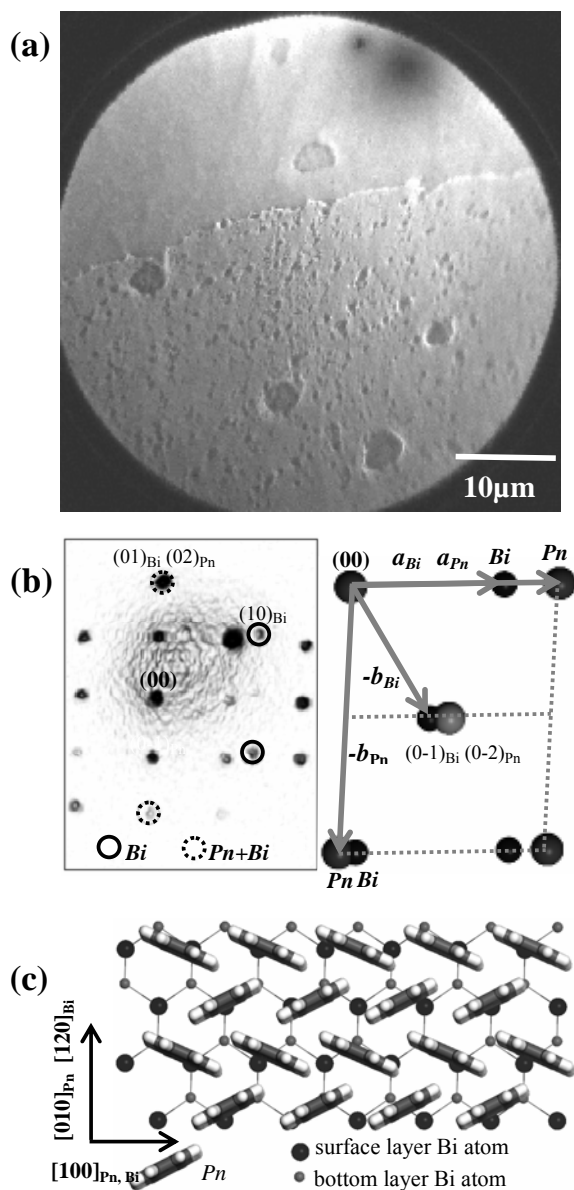 (a)
10µm
(b)
(01)Bi (02)Pn
(10)Bi
(00)
Bi
Pn+Bi
(00)
aBi
aPn
Bi
Pn
-bBi
-bPn
(0-1)Bi (0-2)Pn
Pn Bi
(c)
[010]Pn [120]Bi
[100]Pn, Bi
Pn
surface layer Bi atom
bottom layer Bi atom